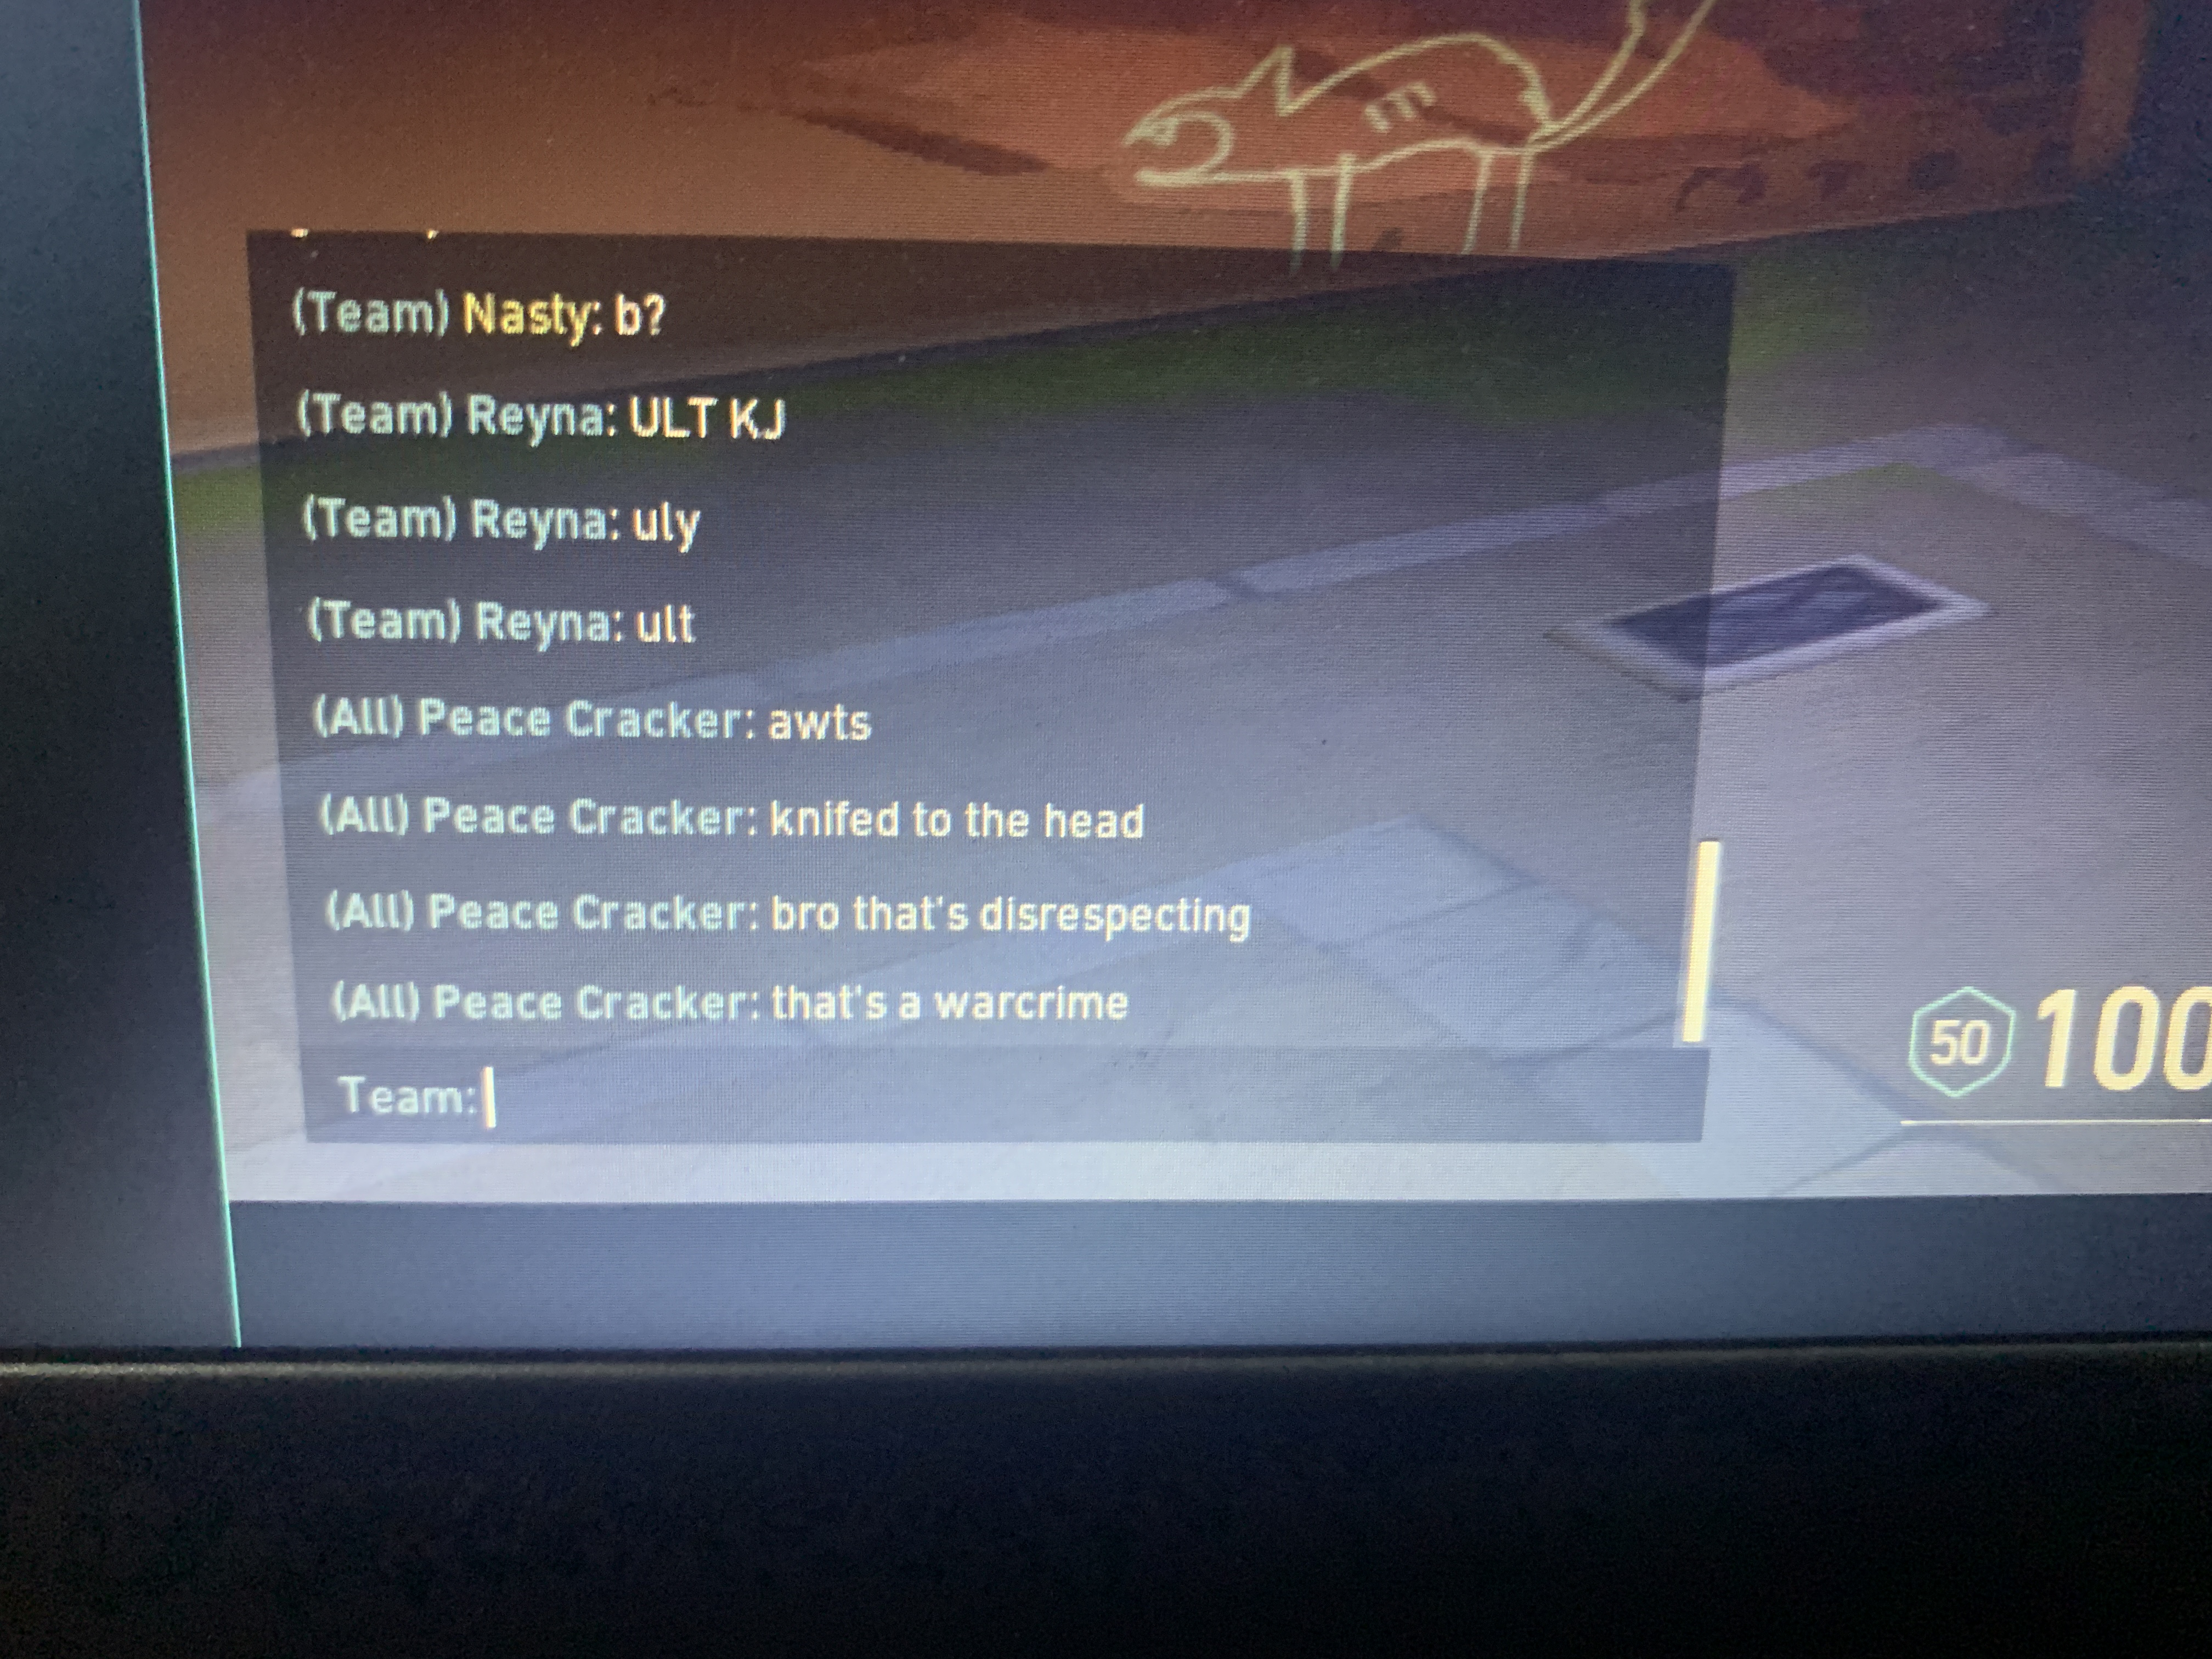 (Team) Nasty: b?
(Team) Reyna: ULT KJ
(Team) Reyna: uly
(Team) Reyna: ult
(All) Peace Cracker: awts
(All) Peace Cracker: knifed to the head
(All) Peace Cracker: bro that's disrespecting
(All) Peace Cracker: that's a warcrime
Team:
50 100